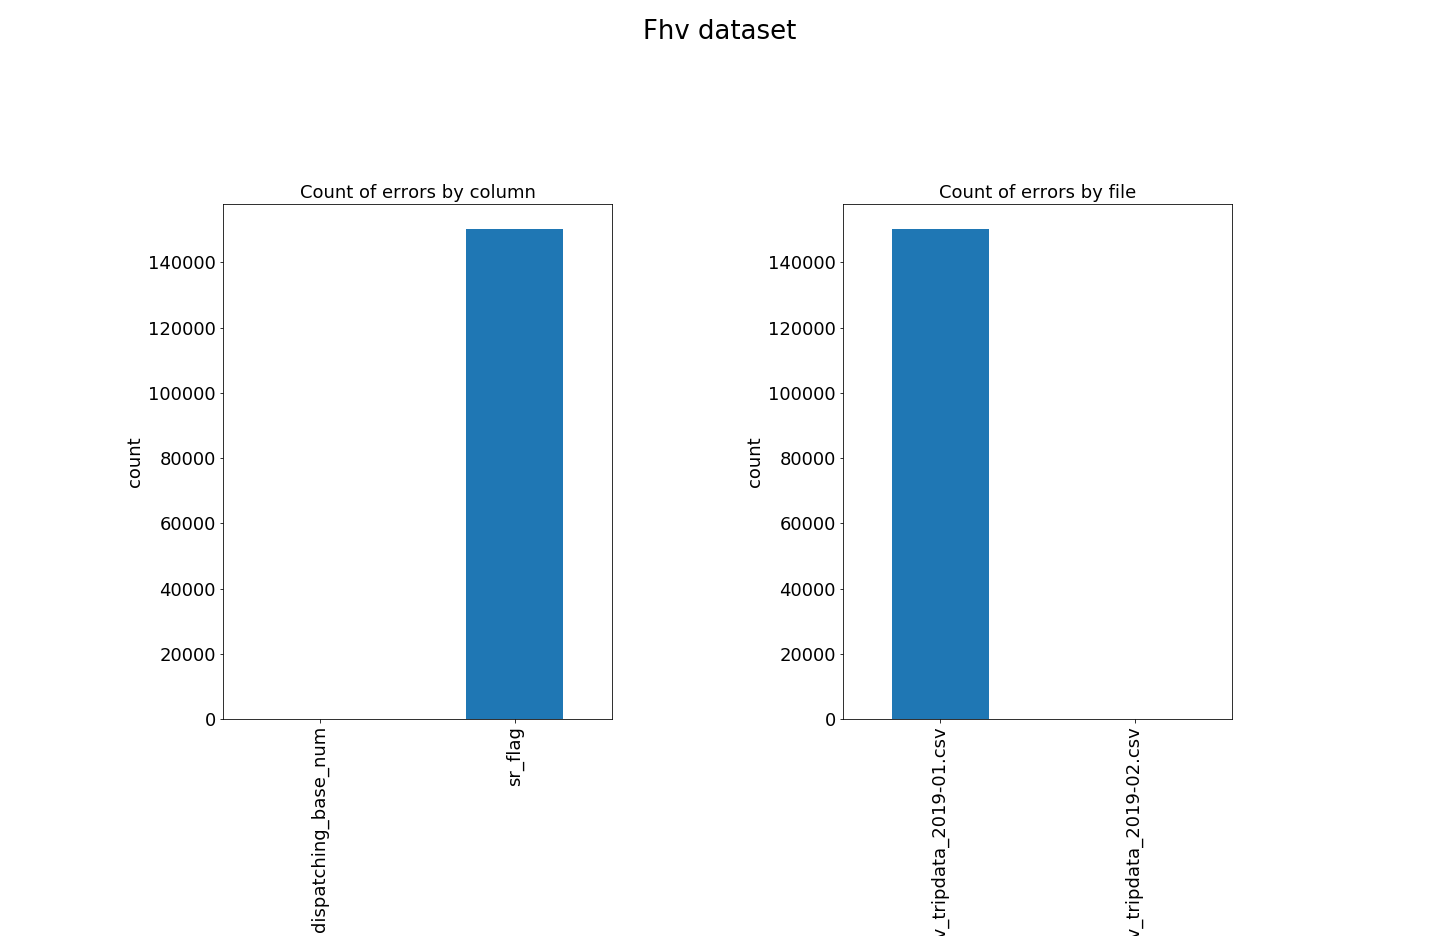 Fhv dataset
Count of errors by column
count
140000
120000
100000
80000
60000
40000
20000
0
dispatching_base_num
sr_flag
Count of errors by file
count
140000
120000
100000
80000
60000
40000
20000
0
v_tripdata_2019-01.csv
v_tripdata_2019-02.csv